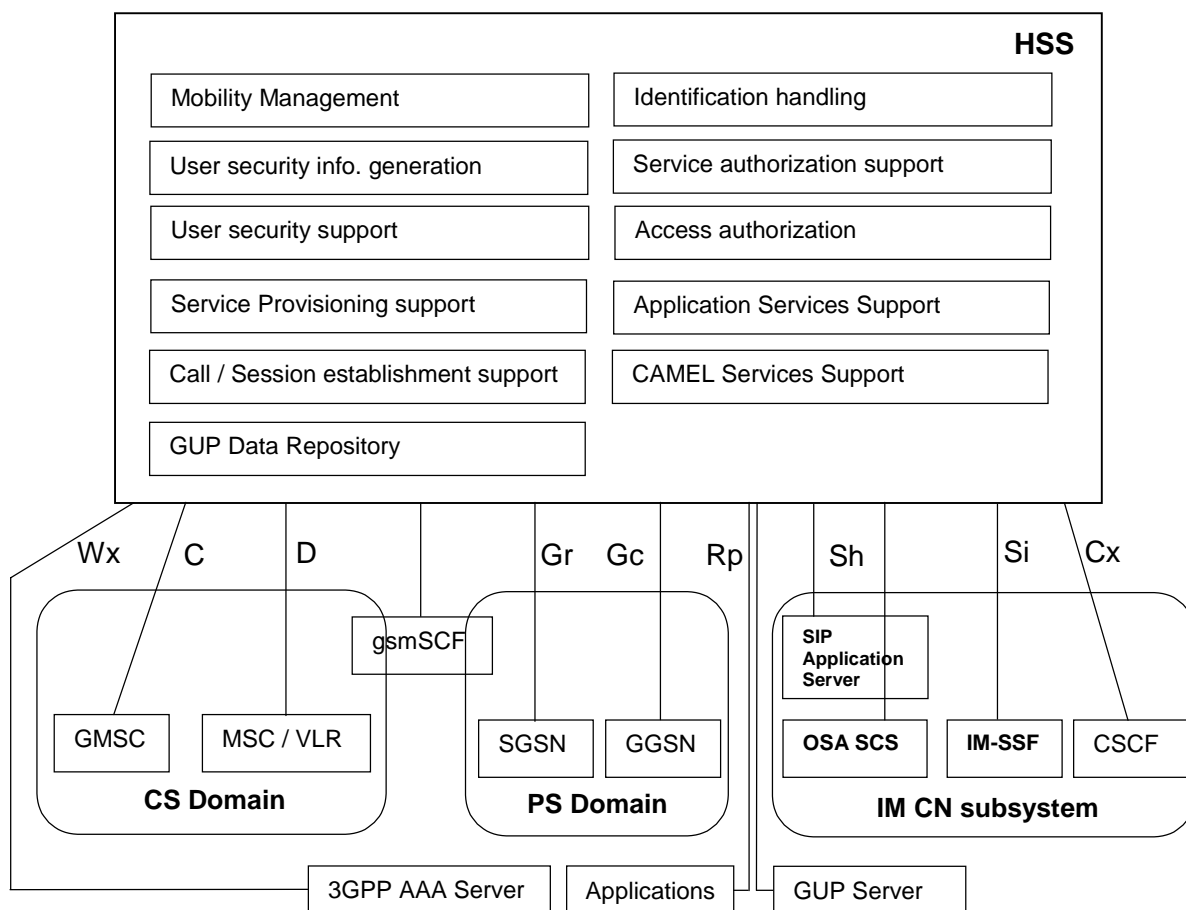 HSS
Mobility Management
Identification handling
User security info. generation
Service authorization support
User security support
Access authorization
Service Provisioning support
Application Services Support
Call / Session establishment support
CAMEL Services Support
GUP Data Repository
Wx
C
D
Gr
Gc
Rp
Sh
Si
Cx
gsmSCF
SIP
Application
Server
GMSC
MSC / VLR
SGSN
GGSN
OSA SCS
IM-SSF
CSCF
CS Domain
PS Domain
IM CN subsystem
3GPP AAA Server
Applications
GUP Server